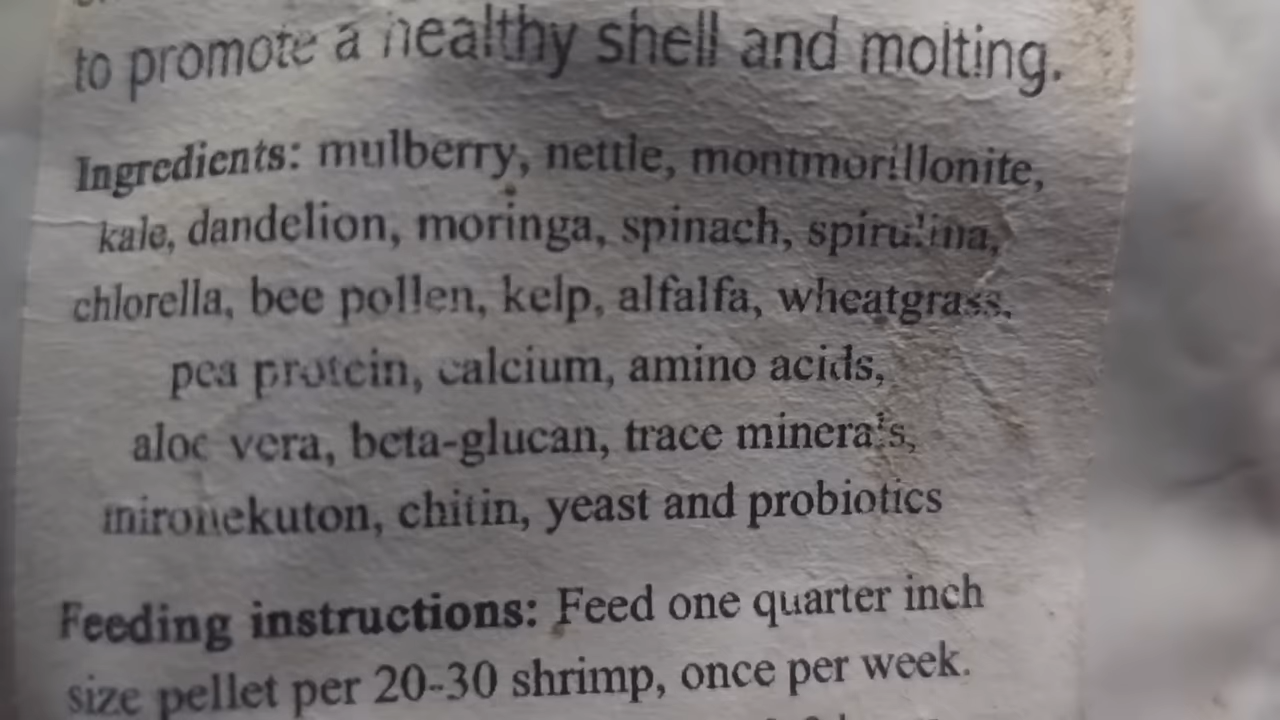 to promote a healthy shell and molting.
Ingredients: mulberry, nettle, montmorillonite,
kale, dandelion, moringa, spinach, spirulina,
chlorella, bee pollen, kelp, alfalfa, wheatgrass,
pea protein, calcium, amino acids,
aloe vera, beta-glucan, trace minerals,
mironekuton, chitin, yeast and probiotics
Feeding instructions: Feed one quarter inch
size pellet per 20-30 shrimp, once per week.